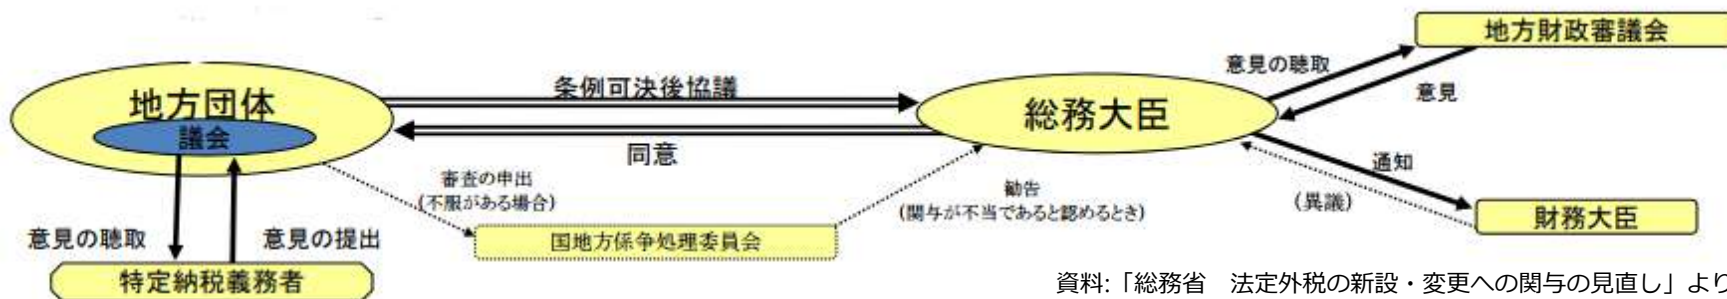 地方財政審議会
意見の聴取
意見
条例可決後協議
地方団体
議会
総務大臣
同意
通知
審査の申出
(不服がある場合)
勧告
(関与が不当であると認めるとき)
(異議)
財務大臣
意見の聴取
意見の提出
国地方係争処理委員会
特定納税義務者
資料:「総務省　法定外税の新設・変更への関与の見直し」より